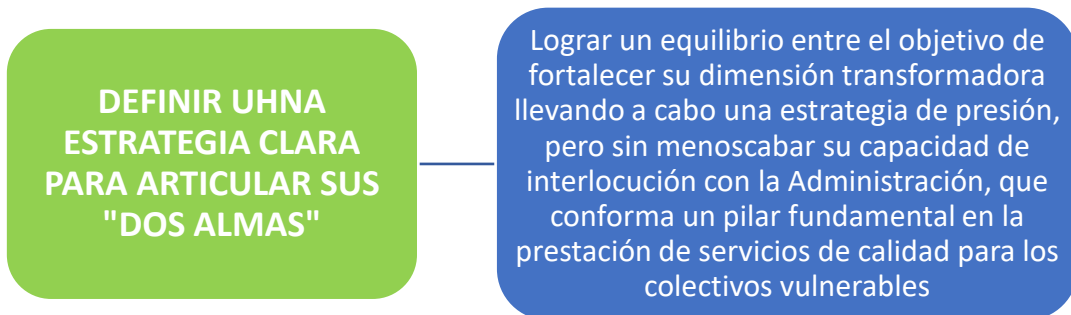 DEFINIR UHNA
ESTRATEGIA CLARA
PARA ARTICULAR SUS
"DOS ALMAS"
Lograr un equilibrio entre el objetivo de
fortalecer su dimensión transformadora
llevando a cabo una estrategia de presión,
pero sin menoscabar su capacidad de
interlocución con la Administración, que
conforma un pilar fundamental en la
prestación de servicios de calidad para los
colectivos vulnerables